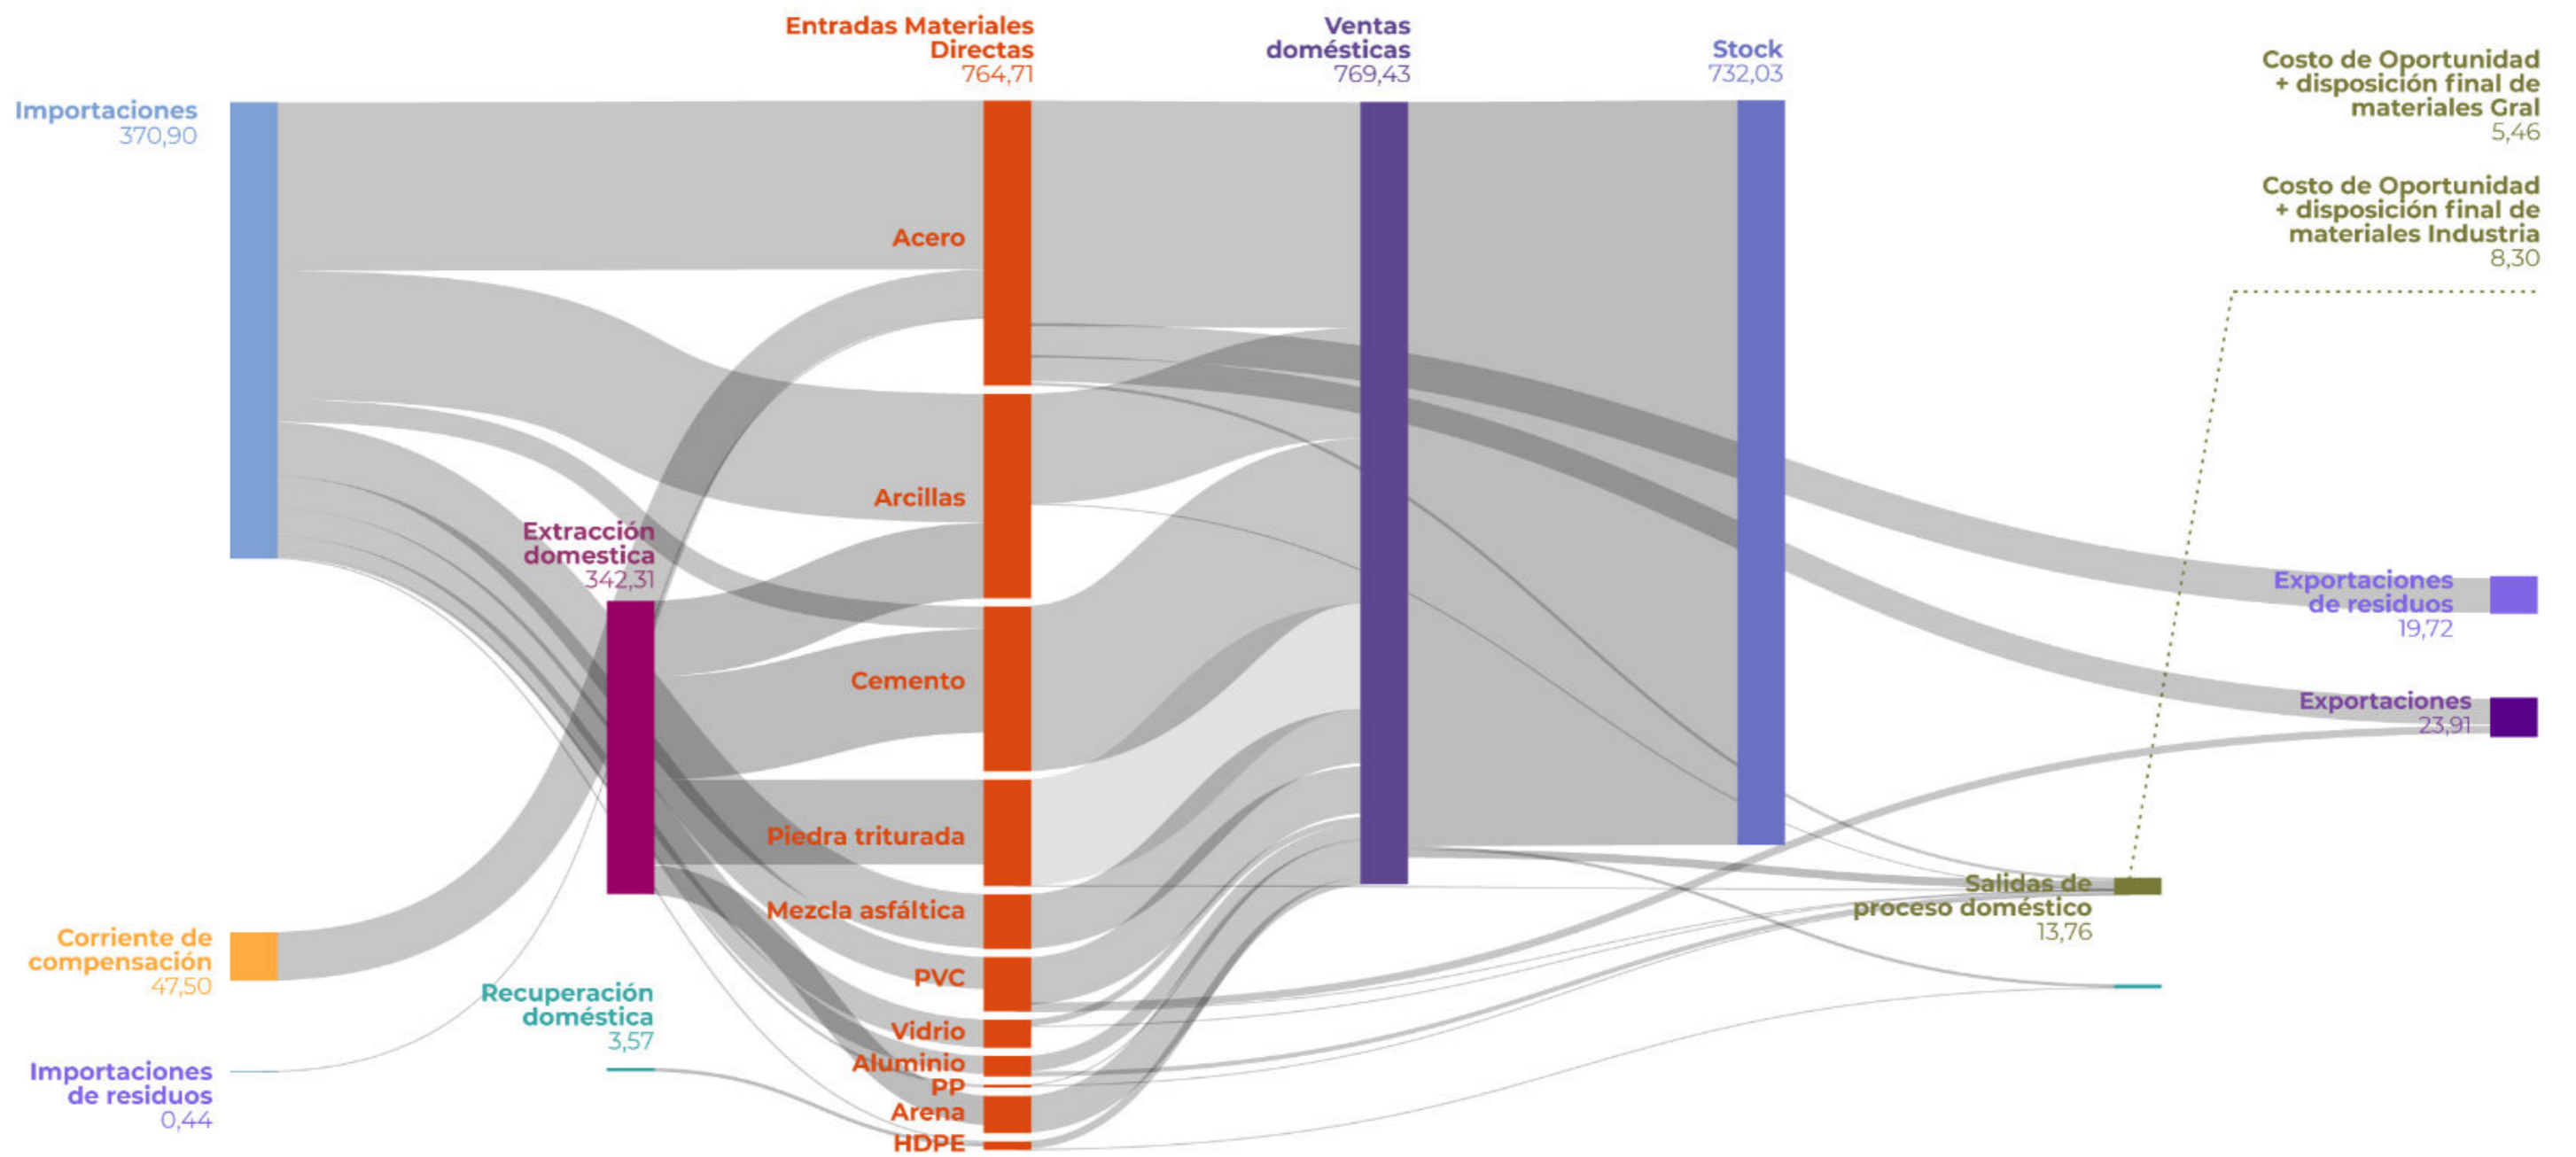 Entradas Materiales
Directas
764,71
Ventas
domésticas
769,43
Stock
732,03
Costo de Oportunidad
+ disposición final de
materiales Gral
5,46
Costo de Oportunidad
+ disposición final de
materiales Industria
8,30
Importaciones
370,90
Acero
Arcillas
Extracción
domestica
342,31
Cemento
Piedra triturada
Mezcla asfáltica
PVC
Vidrio
Aluminio
PP
Arena
HDPE
Exportaciones
de residuos
19,72
Exportaciones
23,91
Salidas de
proceso doméstico
13,76
Corriente de
compensación
47,50
Recuperación
doméstica
3,57
Importaciones
de residuos
0,44